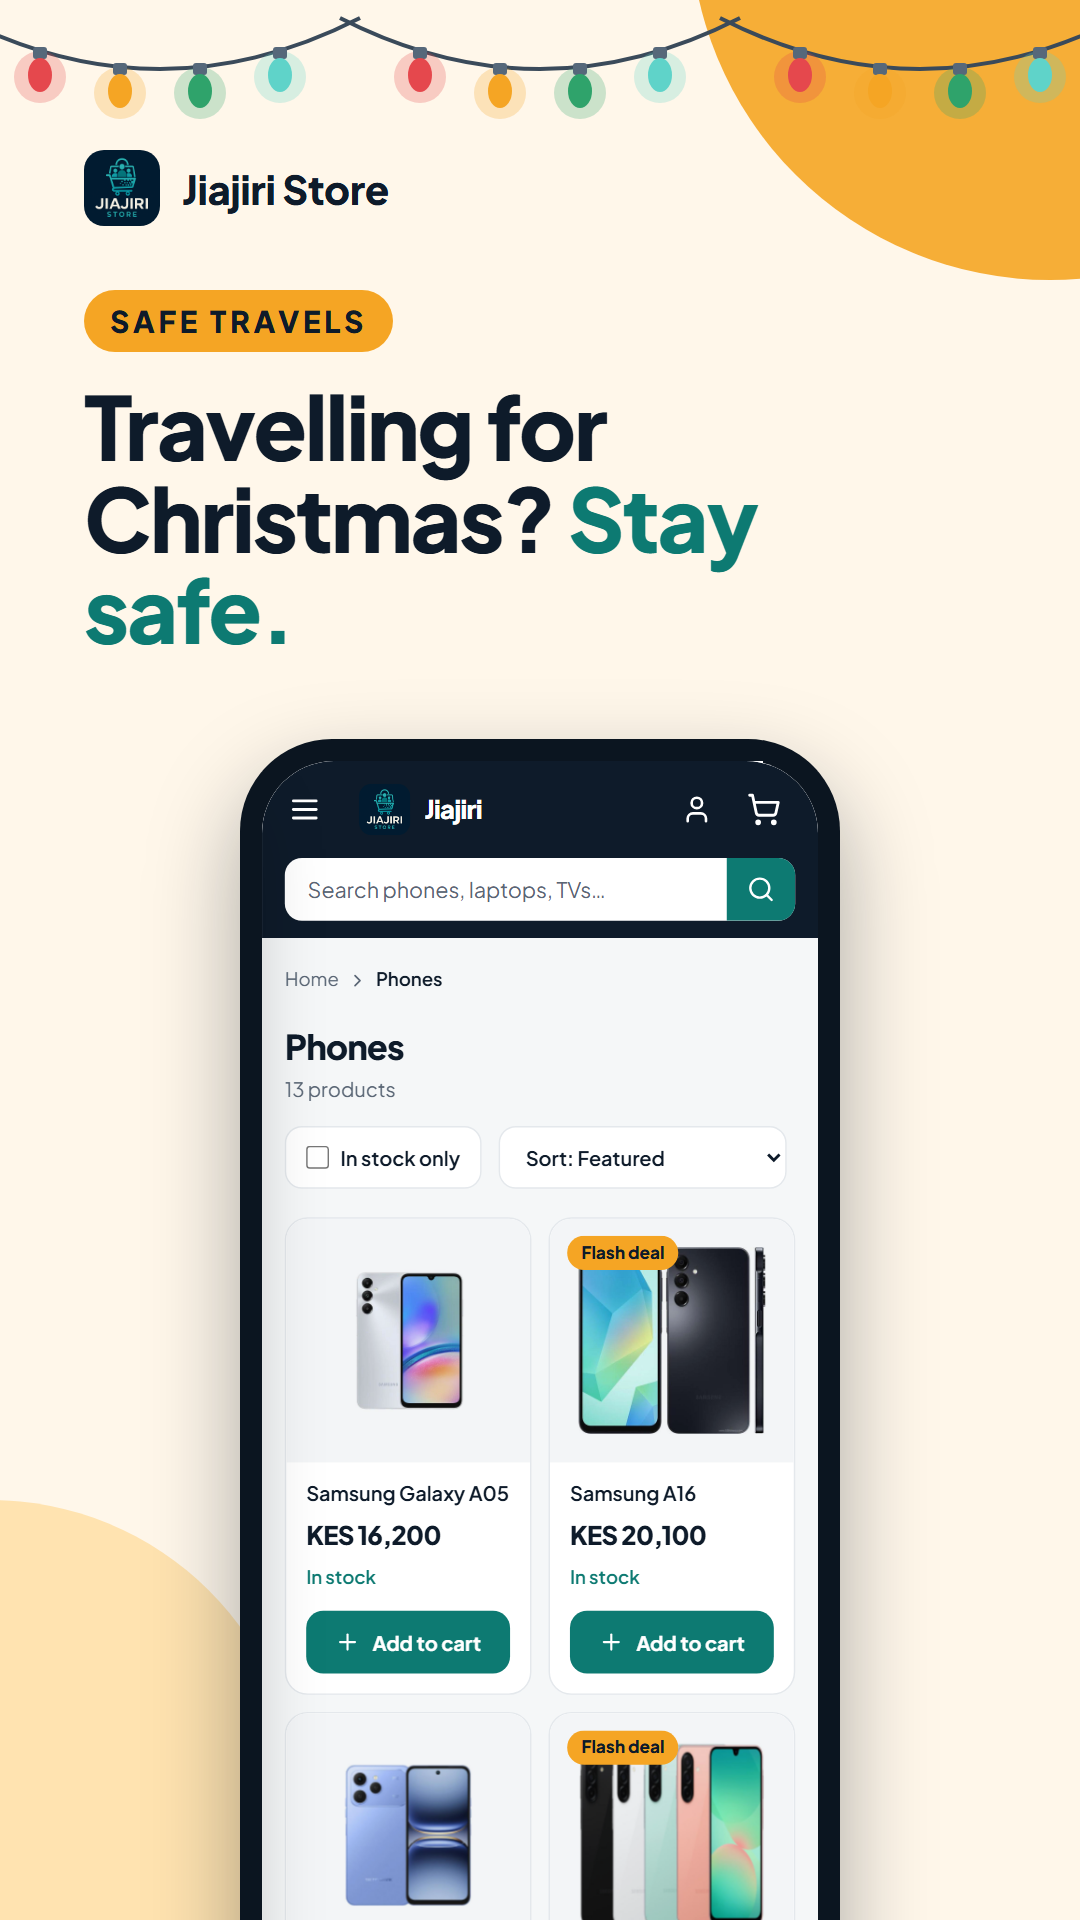 JIAJIRI
STORE
Jiajiri Store
SAFE TRAVELS
Travelling for
Christmas? Stay
safe.
JIAJIRI
STORE
Jiajiri
Search phones, laptops, TVs...
Home > Phones
Phones
13 products
In stock only
Sort: Featured
Flash deal
Samsung Galaxy A05
KES 16,200
In stock
+ Add to cart
Samsung A16
KES 20,100
In stock
+ Add to cart
Flash deal